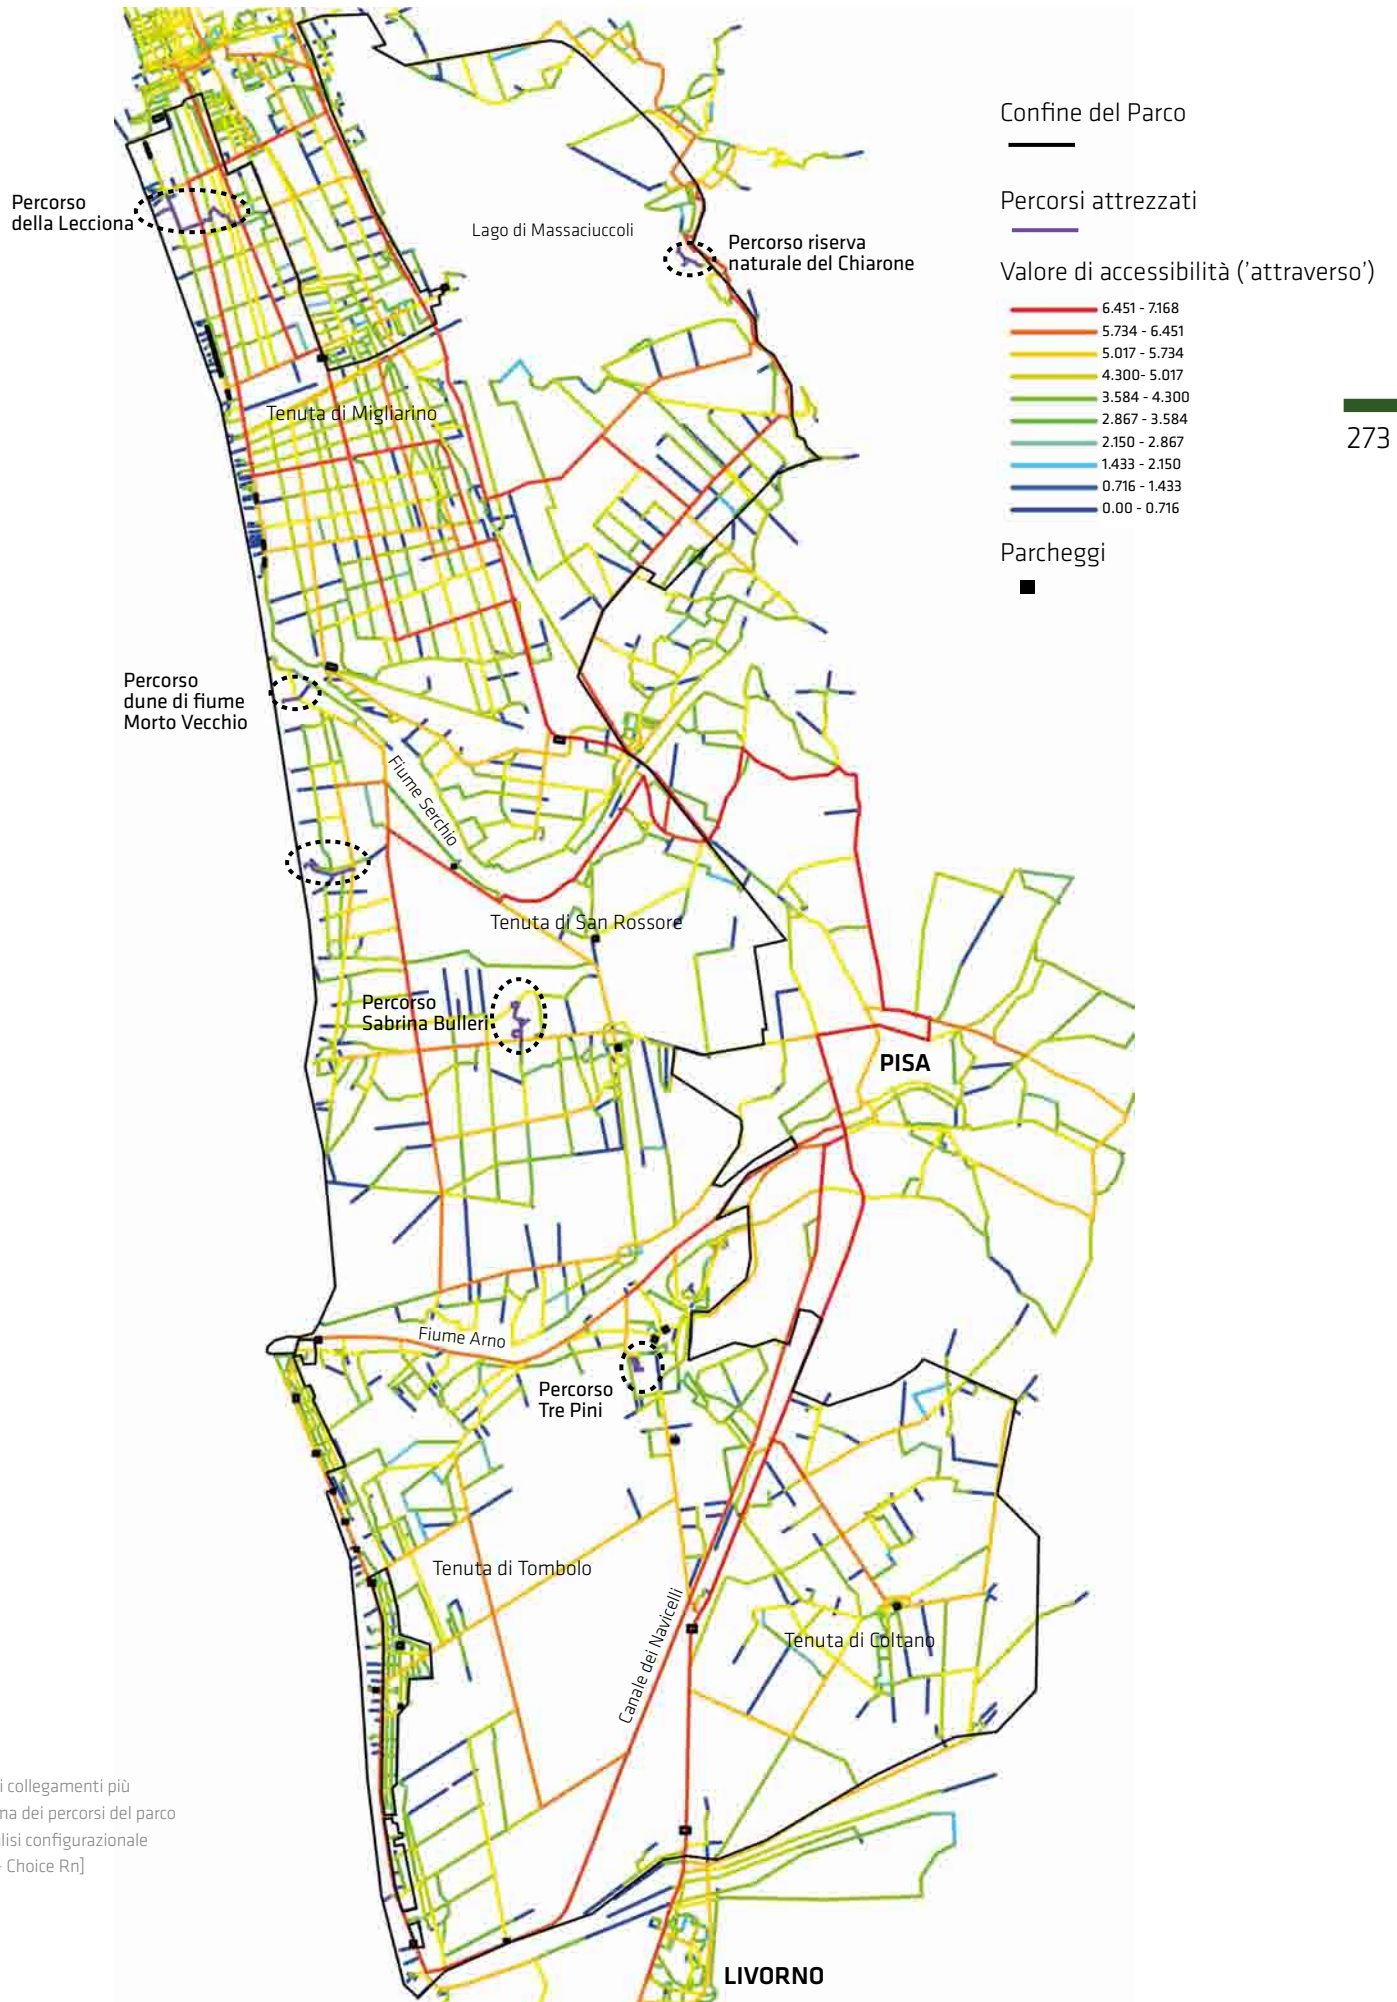 Confine del Parco
Percorsi attrezzati
Valore di accessibilità ('attraverso')
6.451 - 7.168
5.734 - 6.451
5.017 - 5.734
4.300- 5.017
3.584 - 4.300
2.867 - 3.584
2.150 - 2.867
1.433 - 2.150
0.716 - 1.433
0.00 - 0.716
Parcheggi
273
Percorso
della Lecciona
Lago di Massaciuccoli
Percorso riserva
naturale del Chiarone
Tenuta di Migliarino
Percorso
dune di fiume
Morto Vecchio
Fiume Serchio
Tenuta di San Rossore
Percorso
Sabrina Bulleri
PISA
Fiume Arno
Percorso
Tre Pini
Tenuta di Tombolo
Canale dei Navicelli
Tenuta di Coltano
LIVORNO
i collegamenti più
na dei percorsi del parco
lisi configurazionale
- Choice Rn]